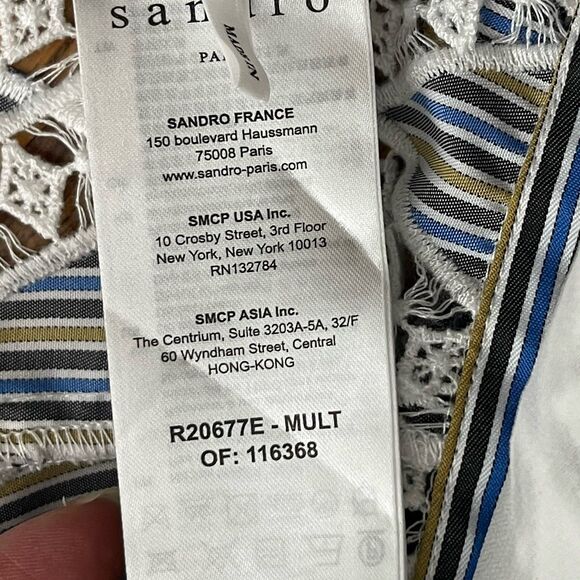 SANDRO FRANCE
150 boulevard Haussmann
75008 Paris
www.sandro-paris.com
SMCP USA Inc.
10 Crosby Street, 3rd Floor
New York, New York 10013
RN132784
SMCP ASIA Inc.
The Centrium, Suite 3203A-5A, 32/F
60 Wyndham Street, Central
HONG-KONG
R20677E - MULT
OF: 116368